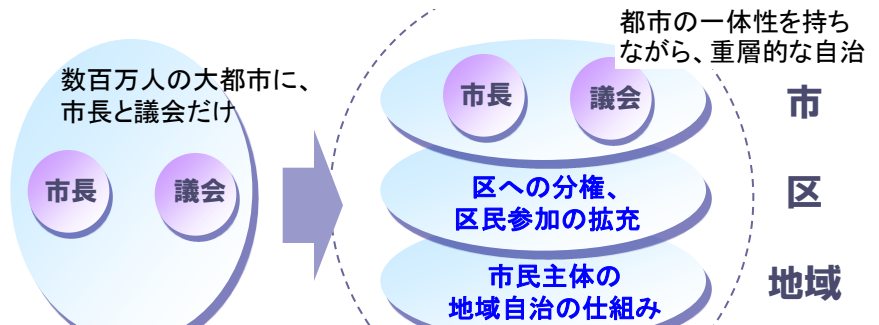 数百万人の大都市に、
市長と議会だけ
市長
議会
都市の一体性を持ち
ながら、重層的な自治
市長
議会
市
区への分権、
区民参加の拡充
区
市民主体の
地域自治の仕組み
地域